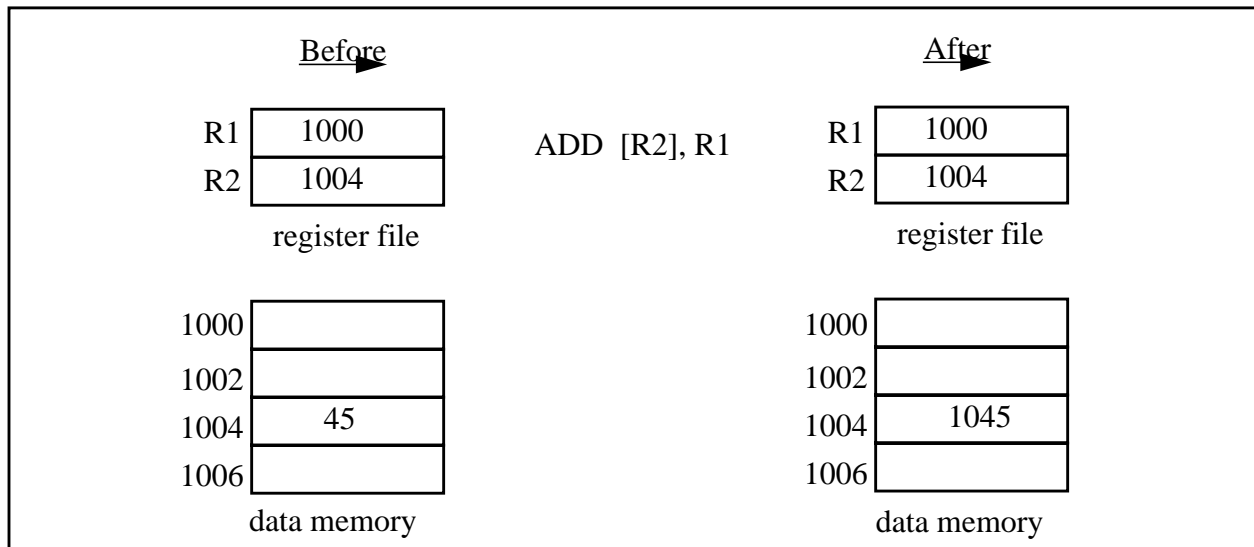 Before
After
R1 1000
R2 1004
register file
ADD [R2], R1
R1 1000
R2 1004
register file
1000
1002
1004 45
1006
data memory
1000
1002
1004 1045
1006
data memory